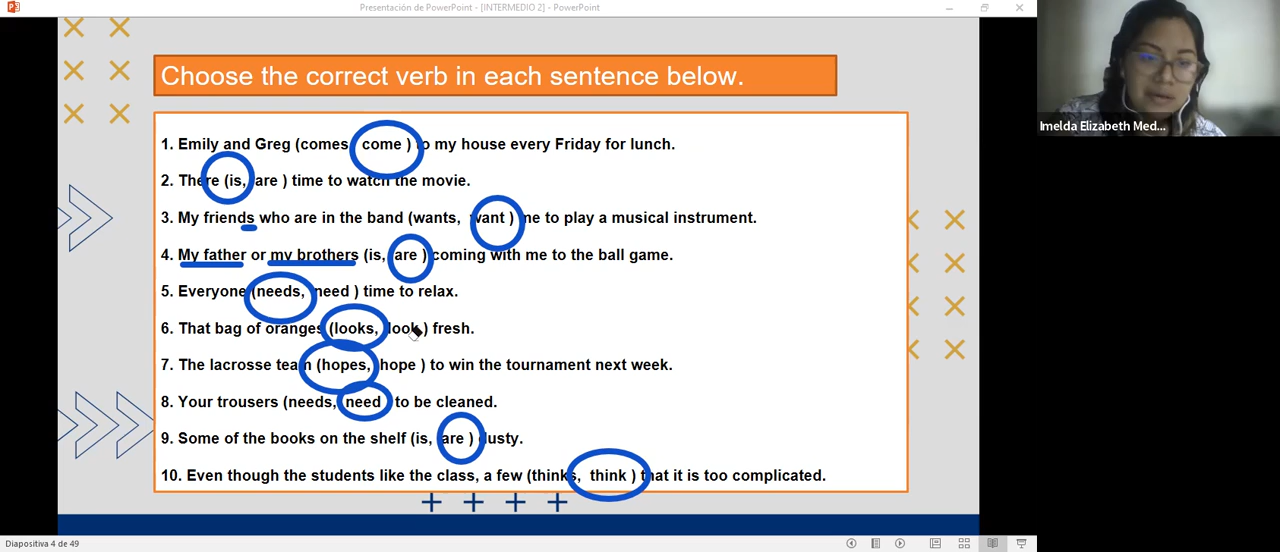 Presentación de PowerPoint - [INTERMEDIO 2] - PowerPoint
Choose the correct verb in each sentence below.
1. Emily and Greg (comes, come ) to my house every Friday for lunch.
2. There (is, are ) time to watch the movie.
3. My friends who are in the band (wants, want ) me to play a musical instrument.
4. My father or my brothers (is, are ) coming with me to the ball game.
5. Everyone (needs, need ) time to relax.
6. That bag of oranges (looks, look ) fresh.
7. The lacrosse team (hopes, hope ) to win the tournament next week.
8. Your trousers (needs, need ) to be cleaned.
9. Some of the books on the shelf (is, are ) dusty.
10. Even though the students like the class, a few (thinks, think ) that it is too complicated.
Imelda Elizabeth Med...
Diapositiva 4 de 49